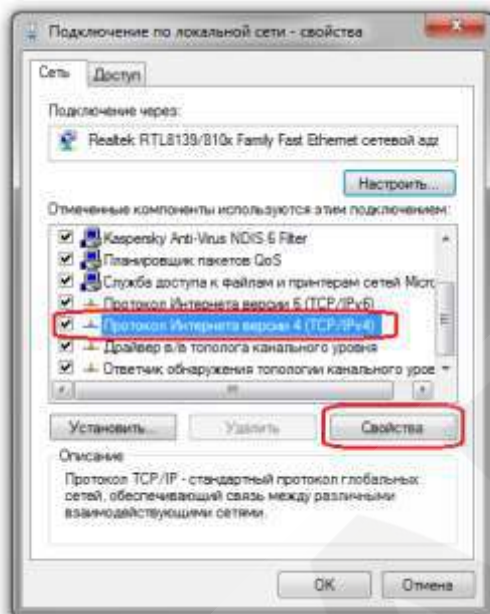 Подключение по локальной сети - свойства
Сеть
Доступ
Подключение через:
Realtek RTL8139/810x Family Fast Ethernet сетевой ада
Настроить...
Отмеченные компоненты используются этим подключением:
Kaspersky Anti-Virus NDIS 6 Filter
Планировщик пакетов QoS
Служба доступа к файлам и принтерам сетей Micro
Протокол Интернета версии 6 (TCP/IPv6)
Протокол Интернета версии 4 (TCP/IPv4)
Драйвер в/в тополога канального уровня
Ответчик обнаружения топологии канального уров
Установить...
Удалить
Свойства
Описание
Протокол TCP/IP - стандартный протокол глобальных
сетей, обеспечивающий связь между различными
взаимодействующими сетями.
OK
Отмена